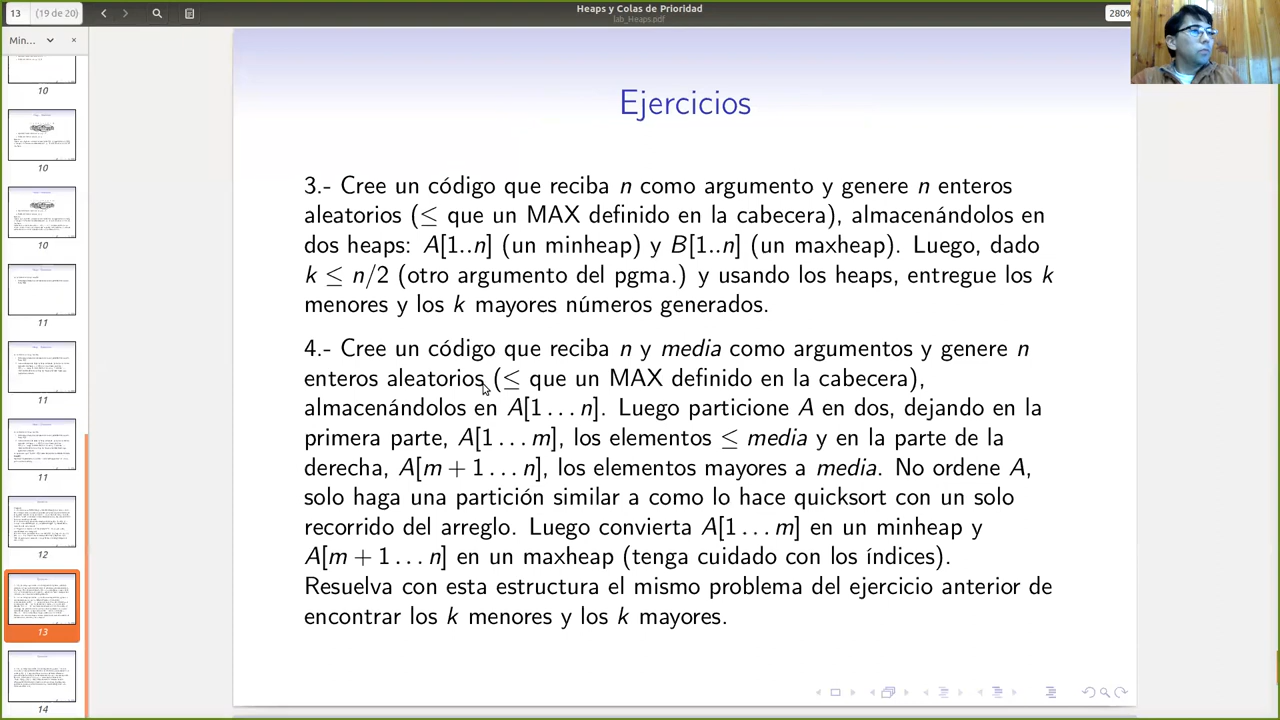 13 (19 de 20)
Heaps y Colas de Prioridad
lab_Heaps.pdf
280%
Min...
10
10
10
11
11
11
12
13
14
Ejercicios
3.- Cree un código que reciba n como argumento y genere n enteros
aleatorios (≤ que un MAX definido en la cabecera), almacenándolos en
dos heaps: A[1..n] (un minheap) y B[1..n] (un maxheap). Luego, dado
k ≤ n/2 (otro argumento del pgma.) y usando los heaps, entregue los k
menores y los k mayores números generados.
4.- Cree un código que reciba n y media como argumentos y genere n
enteros aleatorios (≤ que un MAX definido en la cabecera),
almacenándolos en A[1...n]. Luego particione A en dos, dejando en la
primera parte, A[1...m], los elementos ≤ media y en la parte de la
derecha, A[m + 1...n], los elementos mayores a media. No ordene A,
solo haga una partición similar a como lo hace quicksort con un solo
recorrido del arreglo. Luego convierta A[1...m] en un minheap y
A[m + 1...n] en un maxheap (tenga cuidado con los índices).
Resuelva con esta estructura el mismo problema del ejercicio anterior de
encontrar los k menores y los k mayores.